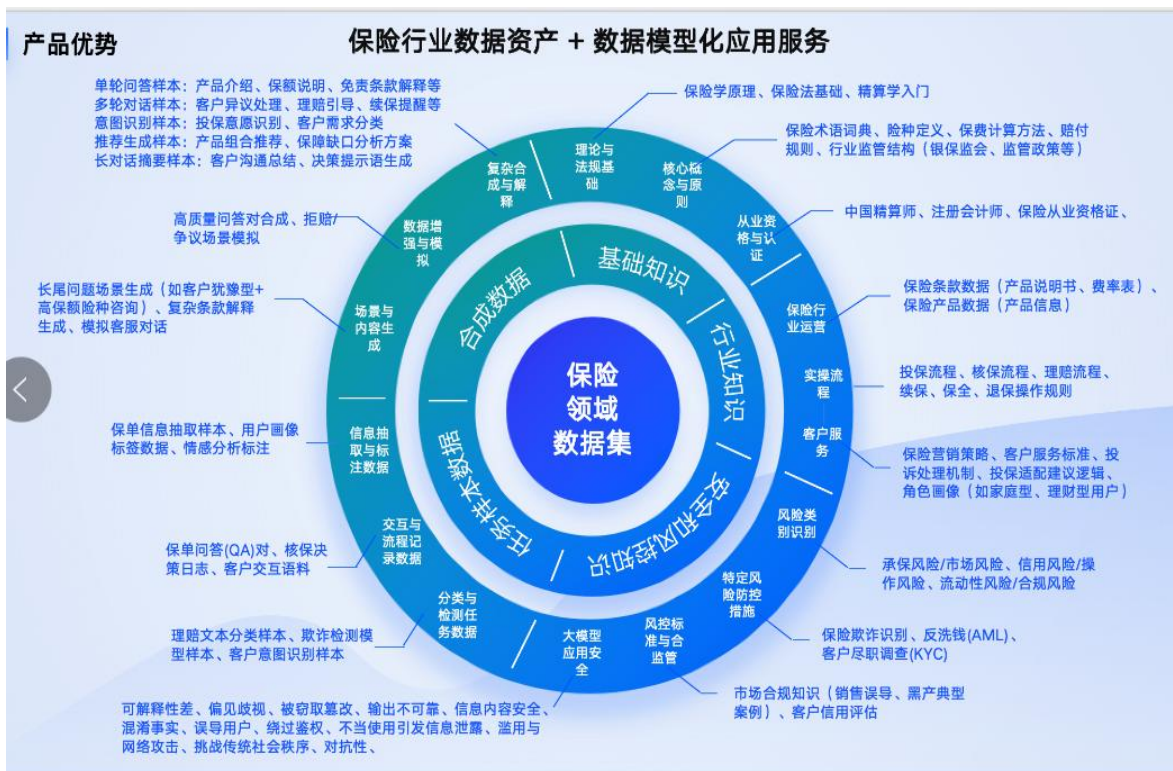 产品优势
保险行业数据资产 + 数据模型化应用服务
单轮问答样本：产品介绍、保额说明、免责条款解释等
多轮对话样本：客户异议处理、理赔引导、续保提醒等
意图识别样本：投保意愿识别、客户需求分类
推荐生成样本：产品组合推荐、保障缺口分析方案
长对话摘要样本：客户沟通总结、决策提示语生成
高质量问答对合成、拒赔/
争议场景模拟
长尾问题场景生成（如客户犹豫型+
高保额险种咨询）、复杂条款解释
生成、模拟客服对话
保单信息抽取样本、用户画像
标签数据、情感分析标注
保单问答(QA)对、核保决
策日志、客户交互语料
理赔文本分类样本、欺诈检测模
型样本、客户意图识别样本
可解释性差、偏见歧视、被窃取篡改、输出不可靠、信息内容安全、
混淆事实、误导用户、绕过鉴权、不当使用引发信息泄露、滥用与
网络攻击、挑战传统社会秩序、对抗性、
复杂合
成与解
释
数据增
强与模
拟
场景与
内容生
成
信息抽
取与标
注数据
交互与
流程记
录数据
分类与
检测任
务数据
大模型
应用安
全
风控标
准与合
监管
特定风
险防控
措施
风险类
别识别
客户服
务
实操流
程
保险行
业运营
从业资
格与认
证
核心概
念与原
则
理论与
法规基
础
合成数据
基础知识
行业知识
安全和风控知识
任务样本数据
保险
领域
数据集
保险学原理、保险法基础、精算学入门
保险术语词典、险种定义、保费计算方法、赔付
规则、行业监管结构（银保监会、监管政策等）
中国精算师、注册会计师、保险从业资格证、
保险条款数据（产品说明书、费率表）、
保险产品数据（产品信息）
投保流程、核保流程、理赔流程、
续保、保全、退保操作规则
保险营销策略、客户服务标准、投
诉处理机制、投保适配建议逻辑、
角色画像（如家庭型、理财型用户）
承保风险/市场风险、信用风险/操
作风险、流动性风险/合规风险
保险欺诈识别、反洗钱(AML)、
客户尽职调查(KYC)
市场合规知识（销售误导、黑产典型
案例）、客户信用评估